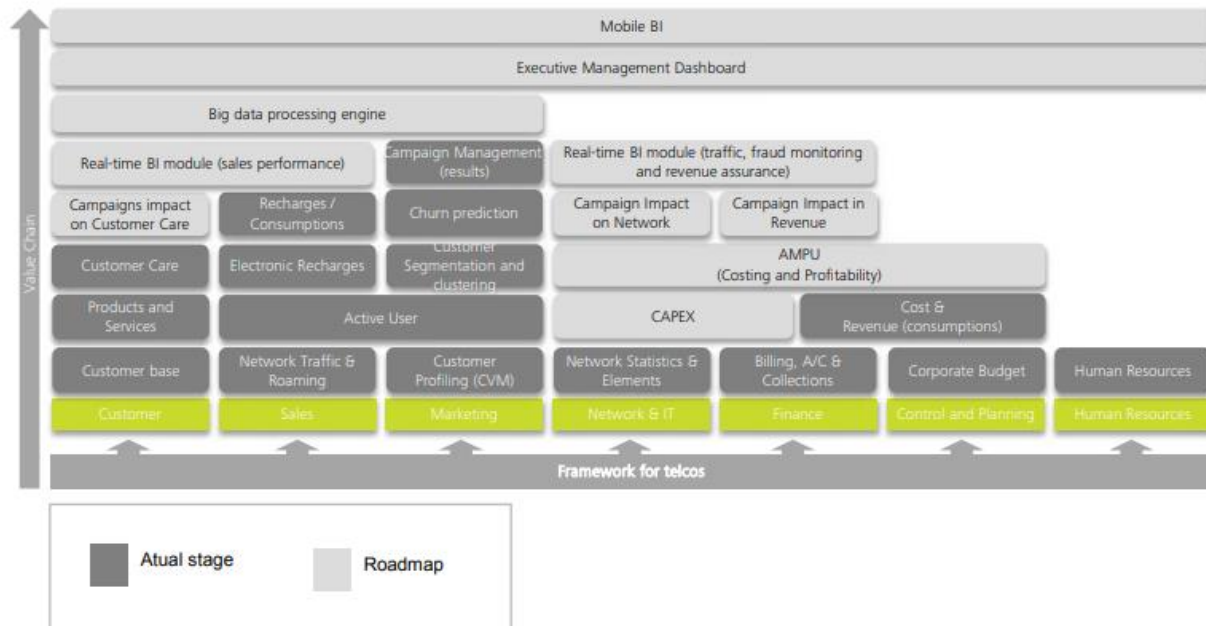 Mobile BI
Executive Management Dashboard
Big data processing engine
Real-time BI module (sales performance)
Campaign Management
(results)
Real-time BI module (traffic, fraud monitoring
and revenue assurance)
Campaigns impact
on Customer Care
Recharges /
Consumptions
Churn prediction
Campaign Impact
on Network
Campaign Impact in
Revenue
Customer Care
Electronic Recharges
Customer
Segmentation and
clustering
AMPU
(Costing and Profitability)
Products and
Services
Active User
CAPEX
Cost &
Revenue (consumptions)
Customer base
Network Traffic &
Roaming
Customer
Profiling (CVM)
Network Statistics &
Elements
Billing, A/C &
Collections
Corporate Budget
Human Resources
Customer
Sales
Marketing
Network & IT
Finance
Control and Planning
Human Resources
Framework for telcos
Value Chain
Atual stage
Roadmap